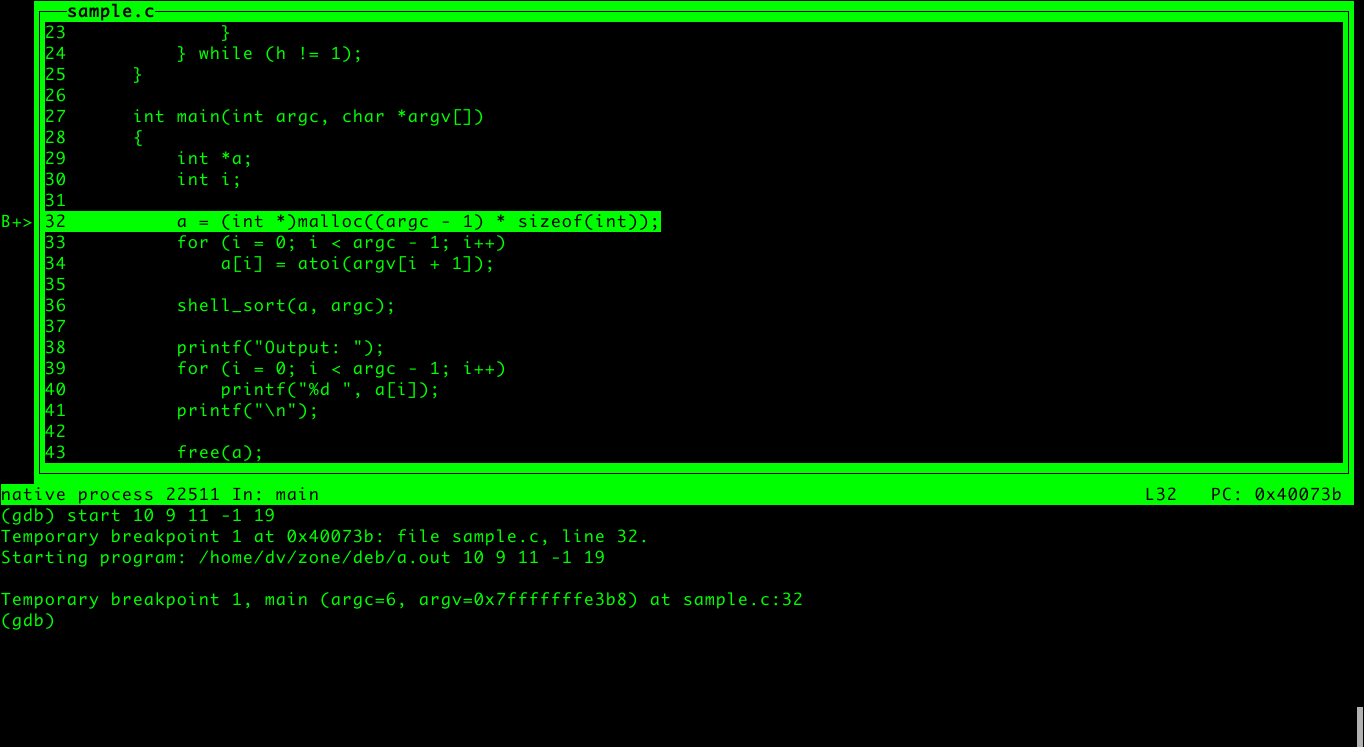 sample.c
23              }
24          } while (h != 1);
25      }
26
27      int main(int argc, char *argv[])
28      {
29          int *a;
30          int i;
31
B+> 32          a = (int *)malloc((argc - 1) * sizeof(int));
33          for (i = 0; i < argc - 1; i++)
34              a[i] = atoi(argv[i + 1]);
35
36          shell_sort(a, argc);
37
38          printf("Output: ");
39          for (i = 0; i < argc - 1; i++)
40              printf("%d ", a[i]);
41          printf("\n");
42
43          free(a);
native process 22511 In: main L32 PC: 0x40073b
(gdb) start 10 9 11 -1 19
Temporary breakpoint 1 at 0x40073b: file sample.c, line 32.
Starting program: /home/dv/zone/deb/a.out 10 9 11 -1 19
Temporary breakpoint 1, main (argc=6, argv=0x7fffffffe3b8) at sample.c:32
(gdb)